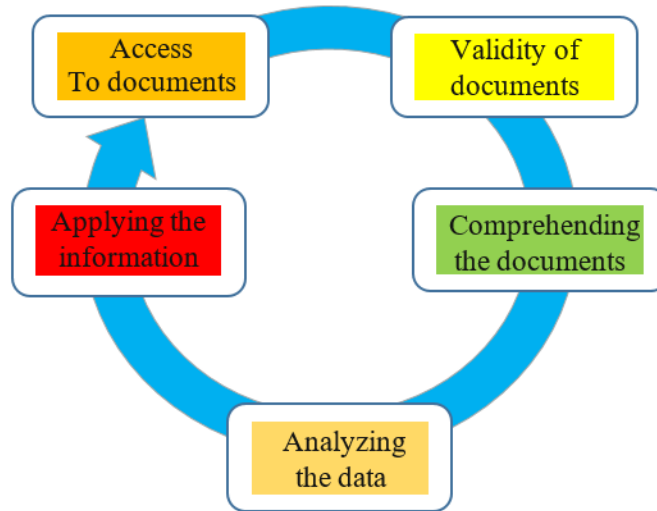 Access
To documents
Validity of
documents
Comprehending
the documents
Analyzing
the data
Applying the
information